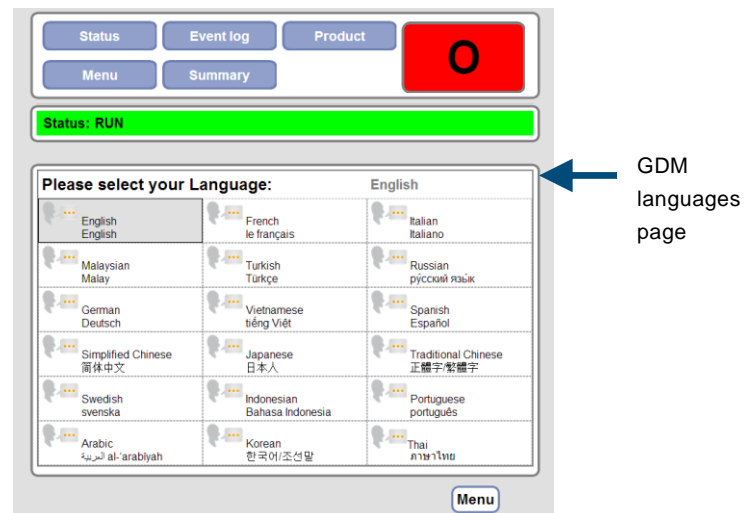 Status Event log Product
O
Menu Summary
Status: RUN
GDM
languages
page
Please select your Language: English
English French Italian
English le français Italiano
Malaysian Turkish Russian
Malay Türkçe ру́сский язы́к
German Vietnamese Spanish
Deutsch tiếng Việt Español
Simplified Chinese Japanese Traditional Chinese
简体中文 日本人 正體字/繁體字
Swedish Indonesian Portuguese
svenska Bahasa Indonesia português
Arabic Korean Thai
العربية al-'arabīyah 한국어/조선말 ภาษาไทย
Menu